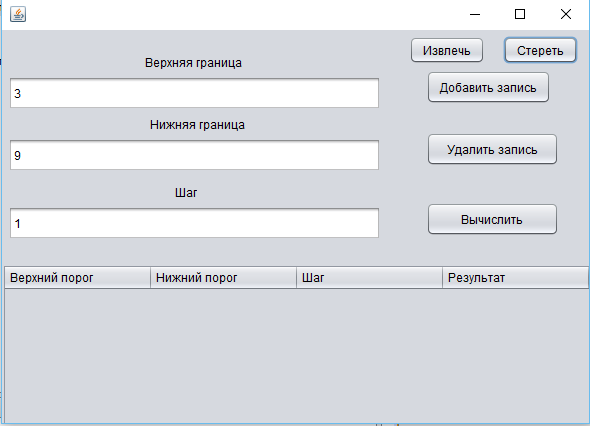 Извлечь Стереть
Верхняя граница
3
Добавить запись
Нижняя граница
9
Удалить запись
Шаг
1
Вычислить
Верхний порог Нижний порог Шаг Результат